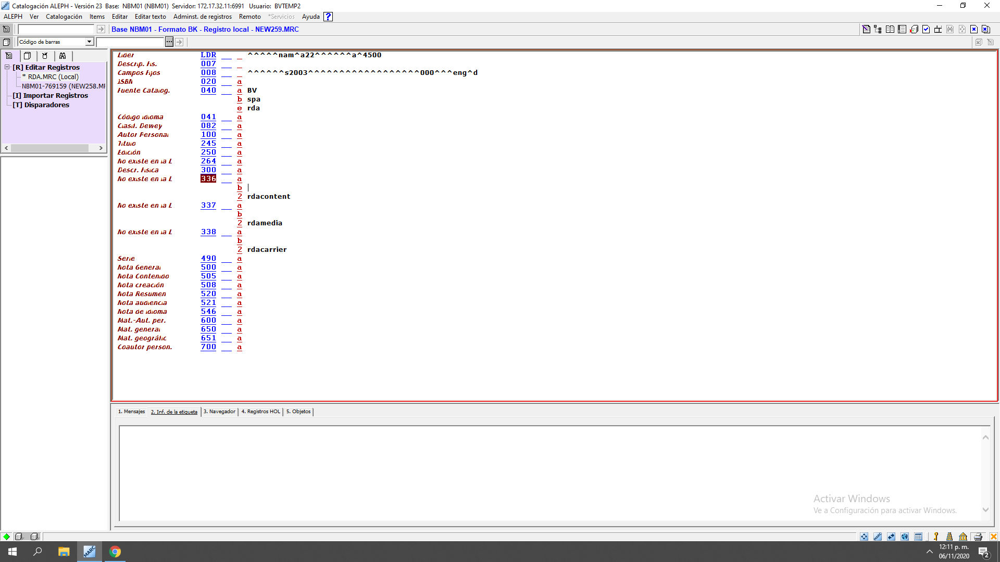 Catalogación ALEPH - Versión 23 Base: NBM01 (NBM01) Servidor: 172.17.32.11:6991 Usuario: BVTEMP2
ALEPH Ver Catalogación Items Editar Editar texto Adminst. de registros Remoto *Servicios Ayuda ?
Base NBM01 - Formato BK - Registro local - NEW259.MRC
Código de barras
[R] Editar Registros
* RDA.MRC (Local)
NBM01-769159 (NEW258.MR
[I] Importar Registros
[T] Disparadores
Líder LDR ^^^^^nam^a22^^^^^^a^4500
Descrip. Fís. 007
Campos Fijos 008 ^^^^^^s2003^^^^^^^^^^^^^^^^^^000^^^eng^d
ISBN 020 a
Fuente Catalog. 040 a BV
b spa
e rda
Código idioma 041 a
Clasif. Dewey 082 a
Autor Personal 100 a
Título 245 a
Edición 250 a
No existe en la L 264 a
Descr. Física 300 a
No existe en la L 336 a
b
2 rdacontent
No existe en la L 337 a
b
2 rdamedia
No existe en la L 338 a
b
2 rdacarrier
Serie 490 a
Nota General 500 a
Nota Contenido 505 a
Nota creación 508 a
Nota Resumen 520 a
Nota audiencia 521 a
Nota de idioma 546 a
Mat.-Aut. per. 600 a
Mat. general 650 a
Mat. geográfic 651 a
Coautor person. 700 a
1. Mensajes 2. Inf. de la etiqueta 3. Navegador 4. Registros HOL 5. Objetos
Activar Windows
Ve a Configuración para activar Windows.
MARC
12:11 p. m.
06/11/2020
2